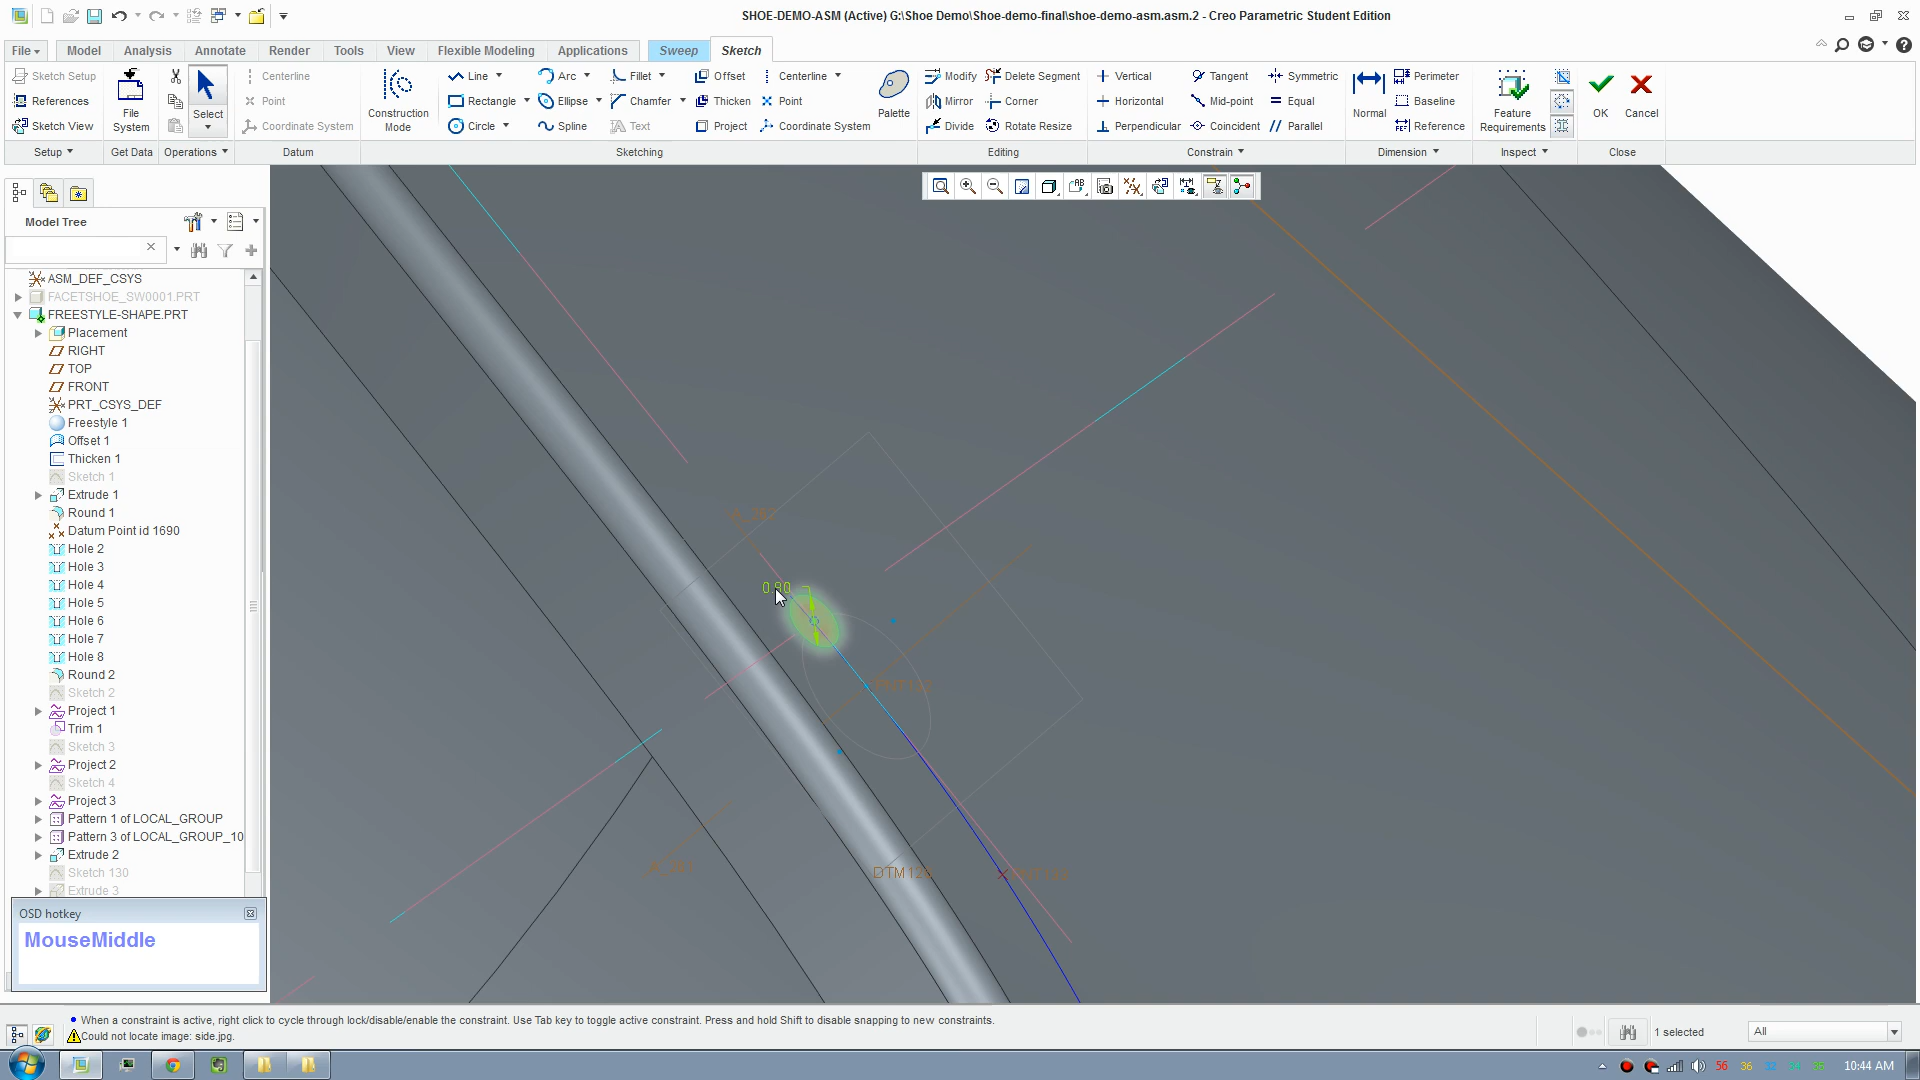 SHOE-DEMO-ASM (Active) G:\Shoe Demo\Shoe-demo-final\shoe-demo-asm.asm.2 - Creo Parametric Student Edition
File Model Analysis Annotate Render Tools View Flexible Modeling Applications Sweep Sketch
Sketch Setup
References
Sketch View
File System
Select
Centerline
Point
Coordinate System
Construction Mode
Line Arc Fillet Offset Centerline
Rectangle Ellipse Chamfer Thicken Point
Circle Spline Text Project Coordinate System
Palette
Modify Delete Segment
Mirror Corner
Divide Rotate Resize
Vertical Tangent Symmetric
Horizontal Mid-point Equal
Perpendicular Coincident Parallel
Normal
Perimeter
Baseline
Reference
Feature Requirements
OK
Cancel
Setup Get Data Operations Datum Sketching Editing Constrain Dimension Inspect Close
Model Tree
ASM_DEF_CSYS
FACETSHOE_SW0001.PRT
FREESTYLE-SHAPE.PRT
Placement
RIGHT
TOP
FRONT
PRT_CSYS_DEF
Freestyle 1
Offset 1
Thicken 1
Sketch 1
Extrude 1
Round 1
Datum Point id 1690
Hole 2
Hole 3
Hole 4
Hole 5
Hole 6
Hole 7
Hole 8
Round 2
Sketch 2
Project 1
Trim 1
Sketch 3
Project 2
Sketch 4
Project 3
Pattern 1 of LOCAL_GROUP
Pattern 3 of LOCAL_GROUP_10
Extrude 2
Sketch 130
Extrude 3
OSD hotkey
MouseMiddle
When a constraint is active, right click to cycle through lock/disable/enable the constraint. Use Tab key to toggle active constraint. Press and hold Shift to disable snapping to new constraints.
Could not locate image: side.jpg.
1 selected
All
56 36
10:44 AM